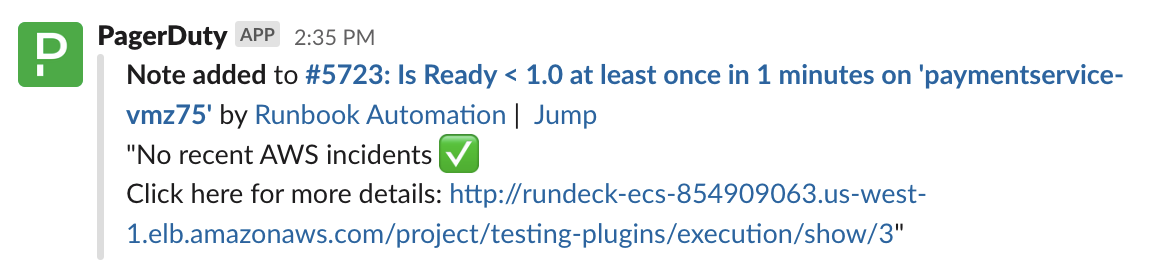 P
PagerDuty APP 2:35 PM
Note added to #5723: Is Ready < 1.0 at least once in 1 minutes on 'paymentservice-
vmz75' by Runbook Automation | Jump
"No recent AWS incidents ✅
Click here for more details: http://rundeck-ecs-854909063.us-west-
1.elb.amazonaws.com/project/testing-plugins/execution/show/3"